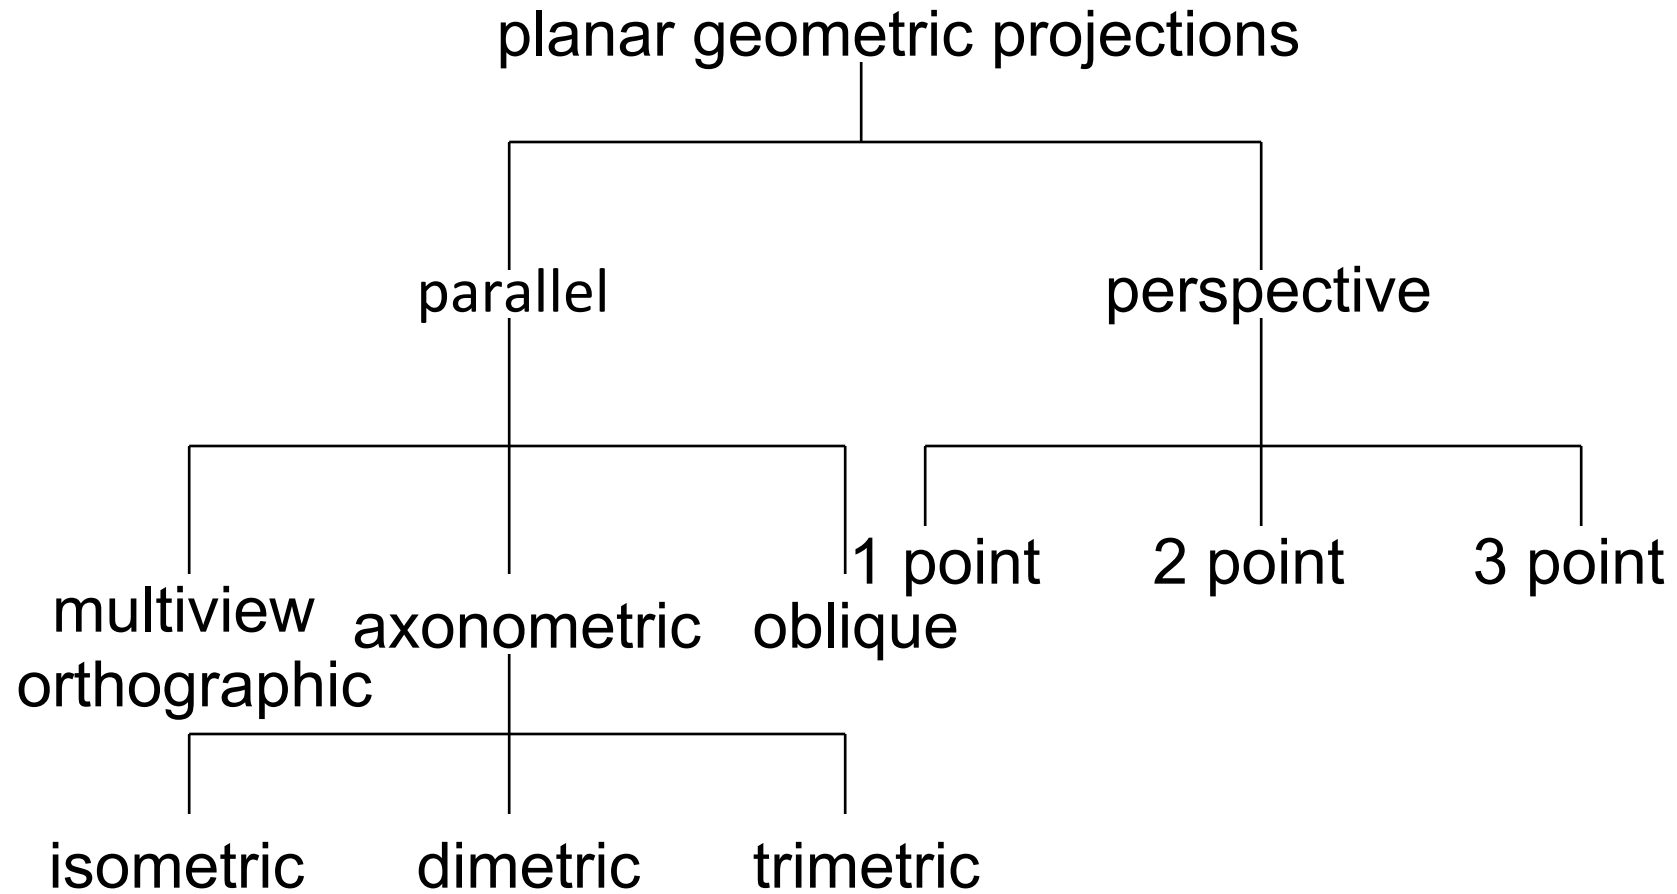 planar geometric projections
parallel
perspective
1 point
2 point
3 point
multiview
orthographic
axonometric
oblique
isometric
dimetric
trimetric